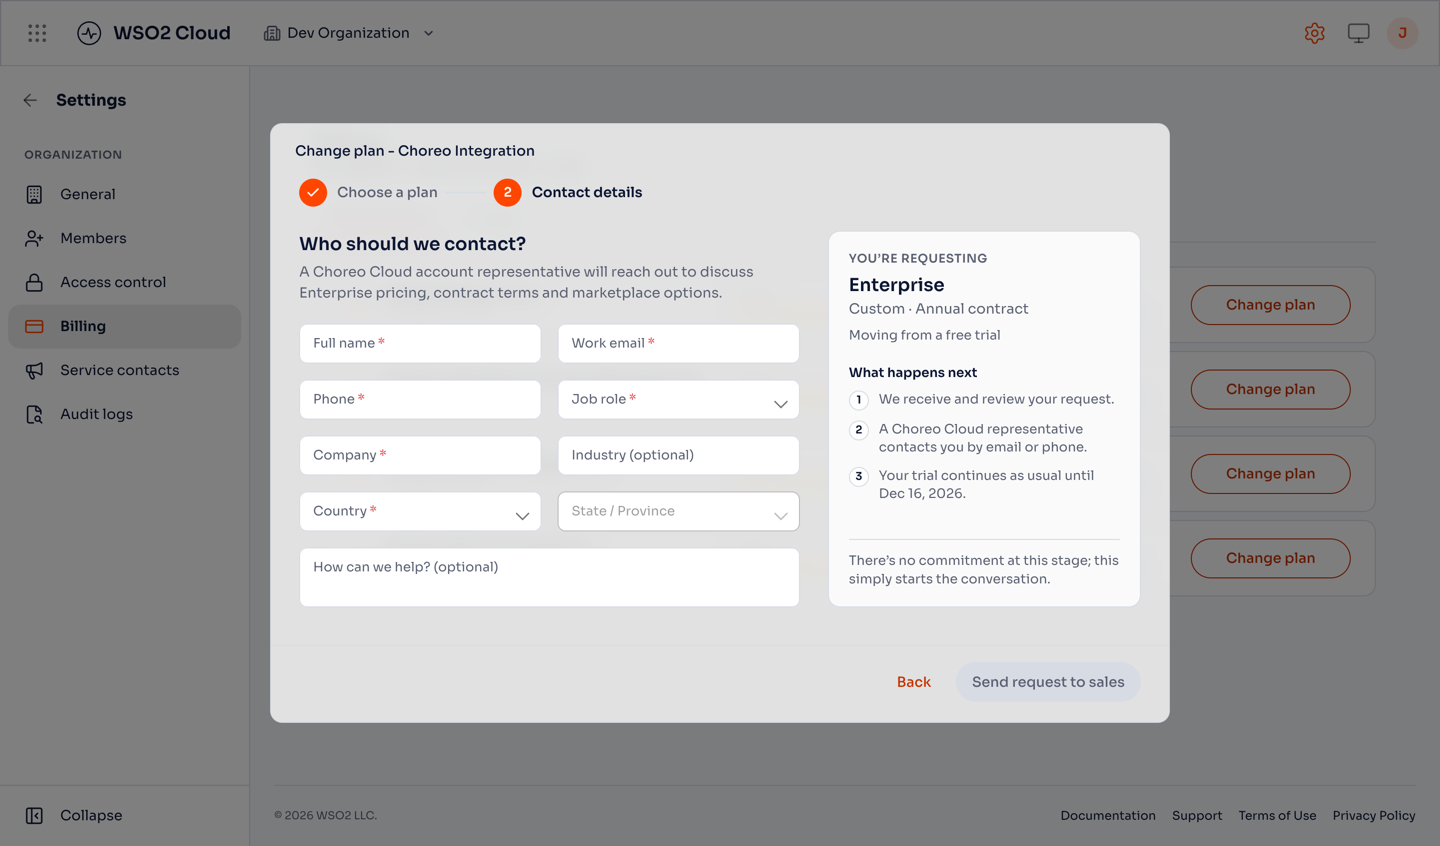 WSO2 Cloud
Dev Organization
J
Settings
ORGANIZATION
General
Members
Access control
Billing
Service contacts
Audit logs
Collapse
Change plan – Choreo Integration
Choose a plan
2
Contact details
Who should we contact?
A Choreo Cloud account representative will reach out to discuss
Enterprise pricing, contract terms and marketplace options.
Full name *
Work email *
Phone *
Job role *
Company *
Industry (optional)
Country *
State / Province
How can we help? (optional)
YOU’RE REQUESTING
Enterprise
Custom · Annual contract
Moving from a free trial
What happens next
1 We receive and review your request.
2 A Choreo Cloud representative
contacts you by email or phone.
3 Your trial continues as usual until
Dec 16, 2026.
There’s no commitment at this stage; this
simply starts the conversation.
Back
Send request to sales
Change plan
Change plan
Change plan
Change plan
© 2026 WSO2 LLC.
Documentation
Support
Terms of Use
Privacy Policy